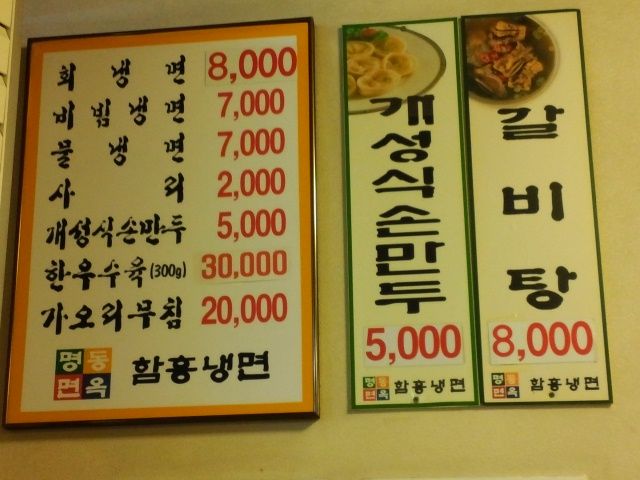 회 냉 면 8,000
비 빔 냉 면 7,000
물 냉 면 7,000
사 리 2,000
개성식손만두 5,000
한우수육(300g) 30,000
가오리무침 20,000
명동
면옥
함흥냉면
개성식손만두
5,000
명동
면옥
함흥냉면
갈비탕
8,000
명동
면옥
함흥냉면